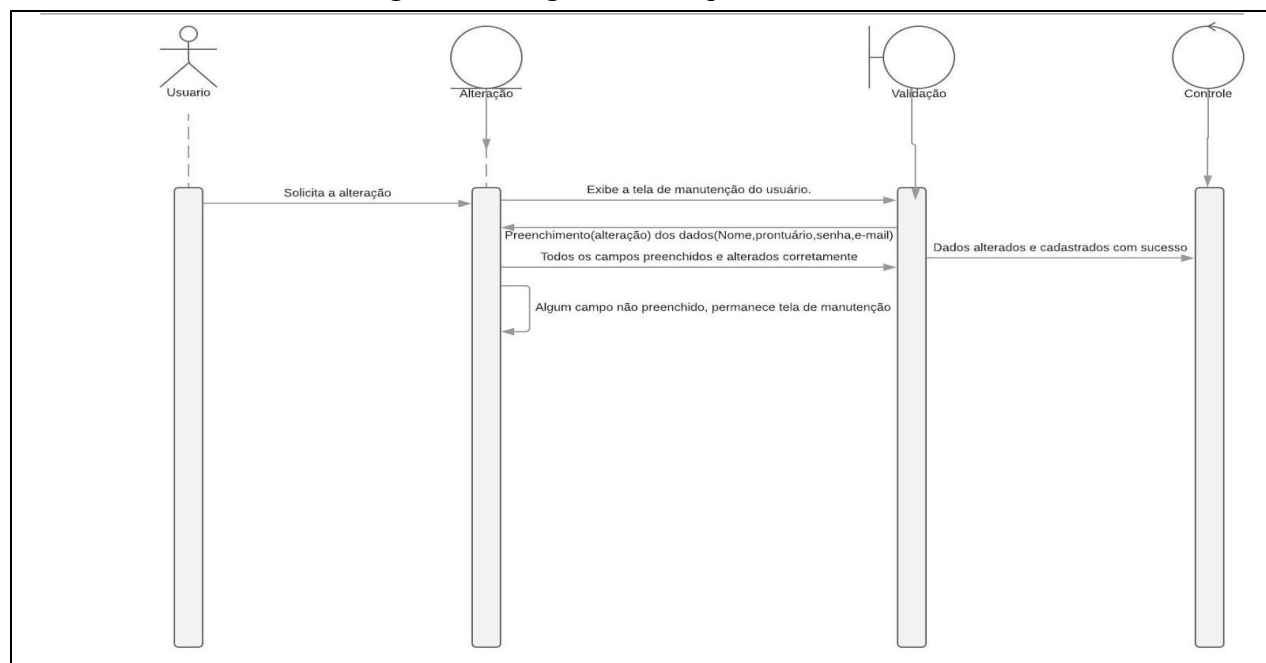 Usuario
Alteração
Validação
Controle
Solicita a alteração
Exibe a tela de manutenção do usuário.
Preenchimento(alteração) dos dados(Nome,prontuário,senha,e-mail)
Dados alterados e cadastrados com sucesso
Todos os campos preenchidos e alterados corretamente
Algum campo não preenchido, permanece tela de manutenção